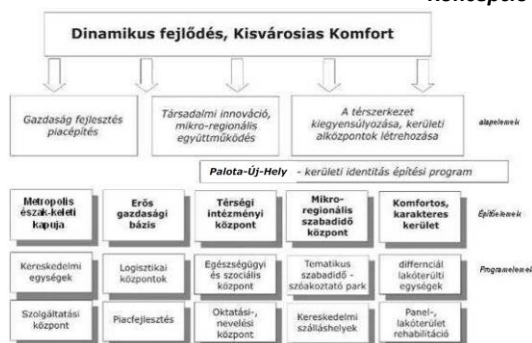 Koncepció
Dinamikus fejlődés, Kisvárosias Komfort
Gazdaság fejlesztés
piacépítés
Társadalmi innováció,
mikro-regionális
együttműködés
A térszerkezet
kiegyensúlyozása, kerületi
alközpontok létrehozása
alapelemek
Palota-Új-Hely - kerületi identitás építési program
Metropolis
észak-keleti
kapuja
Erős
gazdasági
bázis
Térségi
intézményi
központ
Mikro-
regionális
szabadidő
központ
Komfortos,
karakteres
kerület
Építőelemek
Kereskedelmi
egységek
Logisztikai
központok
Egészségügyi
és szociális
központ
Tematikus
szabadidő -
szóakoztató park
differnciál
lakóterülti
egységek
Programelemek
Szolgáltatási
központ
Piacfejlesztés
Oktatási-,
nevelési központ
Kereskedelmi
szálláshelyek
Panel-,
lakóterület
rehabilitáció